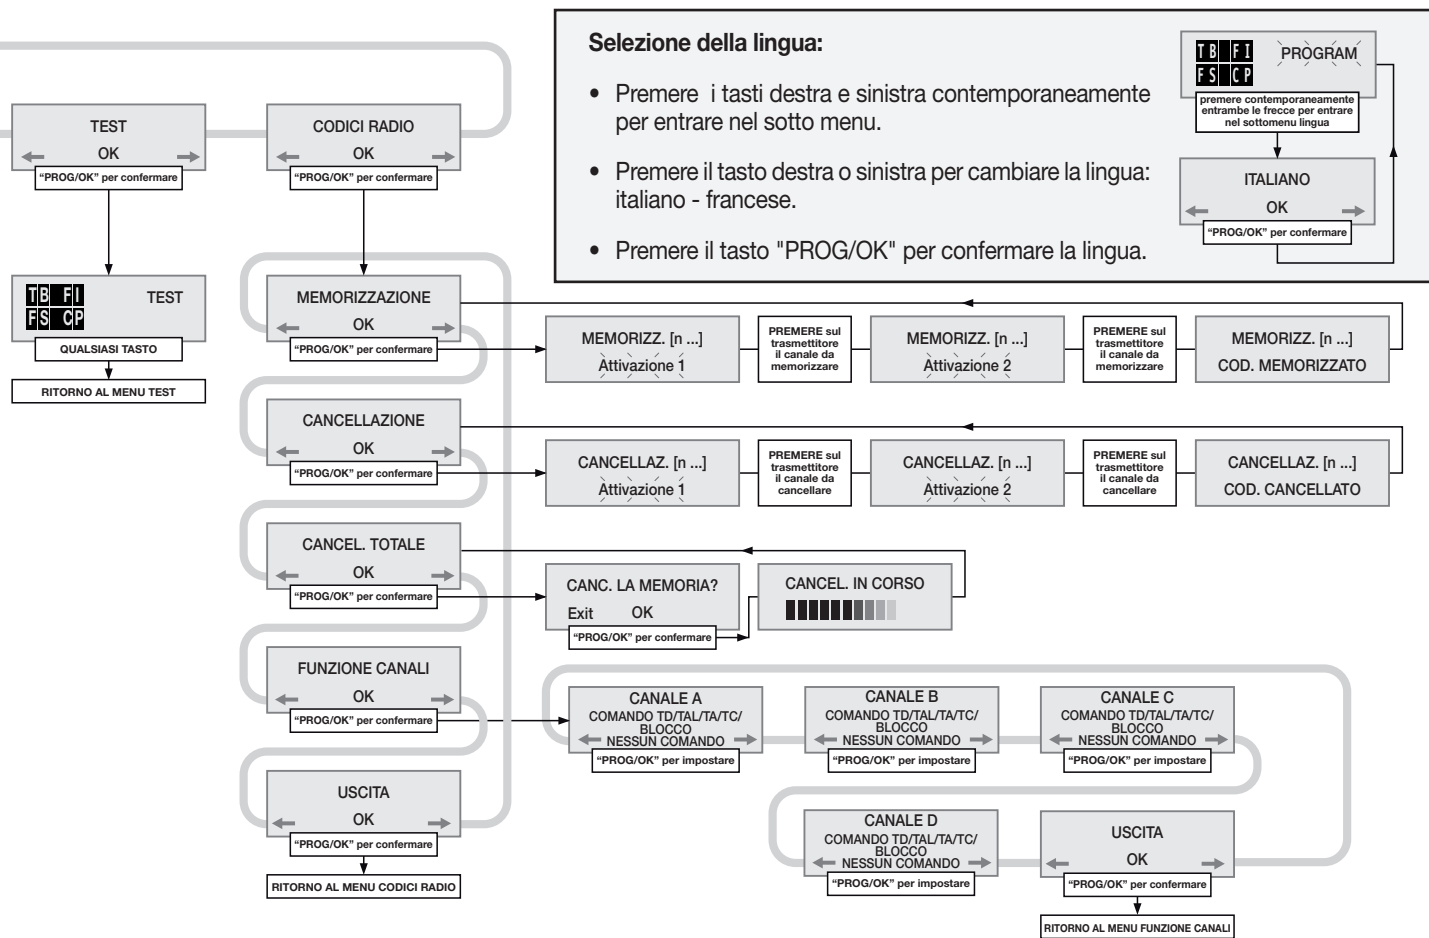 Selezione della lingua:
• Premere i tasti destra e sinistra contemporaneamente
per entrare nel sotto menu.
• Premere il tasto destra o sinistra per cambiare la lingua:
italiano - francese.
• Premere il tasto "PROG/OK" per confermare la lingua.
TB FI
FS CP
PROGRAM
premere contemporaneamente
entrambe le frecce per entrare
nel sottomenu lingua
ITALIANO
OK
“PROG/OK” per confermare
TEST
OK
“PROG/OK” per confermare
TB FI
FS CP
TEST
QUALSIASI TASTO
RITORNO AL MENU TEST
CODICI RADIO
OK
“PROG/OK” per confermare
MEMORIZZAZIONE
OK
“PROG/OK” per confermare
MEMORIZZ. [n ...]
Attivazione 1
PREMERE sul
trasmettitore
il canale da
memorizzare
MEMORIZZ. [n ...]
Attivazione 2
PREMERE sul
trasmettitore
il canale da
memorizzare
MEMORIZZ. [n ...]
COD. MEMORIZZATO
CANCELLAZIONE
OK
“PROG/OK” per confermare
CANCELLAZ. [n ...]
Attivazione 1
PREMERE sul
trasmettitore
il canale da
cancellare
CANCELLAZ. [n ...]
Attivazione 2
PREMERE sul
trasmettitore
il canale da
cancellare
CANCELLAZ. [n ...]
COD. CANCELLATO
CANCEL. TOTALE
OK
“PROG/OK” per confermare
CANC. LA MEMORIA?
Exit OK
“PROG/OK” per confermare
CANCEL. IN CORSO
FUNZIONE CANALI
OK
“PROG/OK” per confermare
CANALE A
COMANDO TD/TAL/TA/TC/
BLOCCO
NESSUN COMANDO
“PROG/OK” per impostare
CANALE B
COMANDO TD/TAL/TA/TC/
BLOCCO
NESSUN COMANDO
“PROG/OK” per impostare
CANALE C
COMANDO TD/TAL/TA/TC/
BLOCCO
NESSUN COMANDO
“PROG/OK” per impostare
CANALE D
COMANDO TD/TAL/TA/TC/
BLOCCO
NESSUN COMANDO
“PROG/OK” per impostare
USCITA
OK
“PROG/OK” per confermare
RITORNO AL MENU FUNZIONE CANALI
USCITA
OK
“PROG/OK” per confermare
RITORNO AL MENU CODICI RADIO